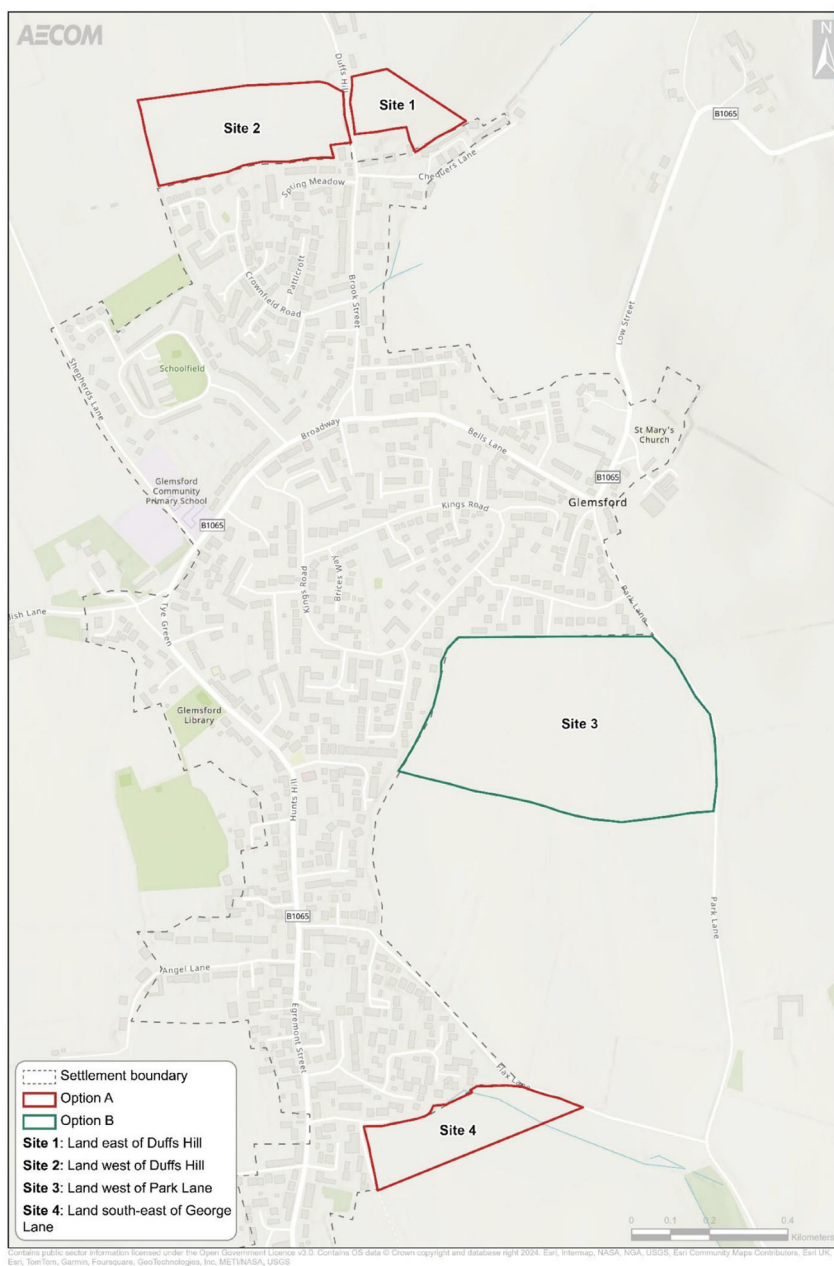 AECOM
N
Duffs Hill
Site 1
Site 2
B1065
Chequers Lane
Spring Meadow
Patticroft
Crownfield Road
Brook Street
Low Street
Shepherds Lane
Schoolfield
Broadway
Bells Lane
St Mary's
Church
Glemsford
Community
Primary School
B1065
Kings Road
B1065
Glemsford
Brices Way
Kings Road
Park Lane
lish Lane
Tye Green
Glemsford
Library
Site 3
Hunts Hill
B1065
Park Lane
Angel Lane
Egremont Street
Flax Lane
Site 4
Settlement boundary
Option A
Option B
Site 1: Land east of Duffs Hill
Site 2: Land west of Duffs Hill
Site 3: Land west of Park Lane
Site 4: Land south-east of George
Lane
0 0.1 0.2 0.4
Kilometers
Contains public sector information licensed under the Open Government Licence v3.0. Contains OS data © Crown copyright and database right 2024. Esri, Intermap, NASA, NGA, USGS, Esri Community Maps Contributors, Esri UK,
Esri, TomTom, Garmin, Foursquare, GeoTechnologies, Inc, METI/NASA, USGS